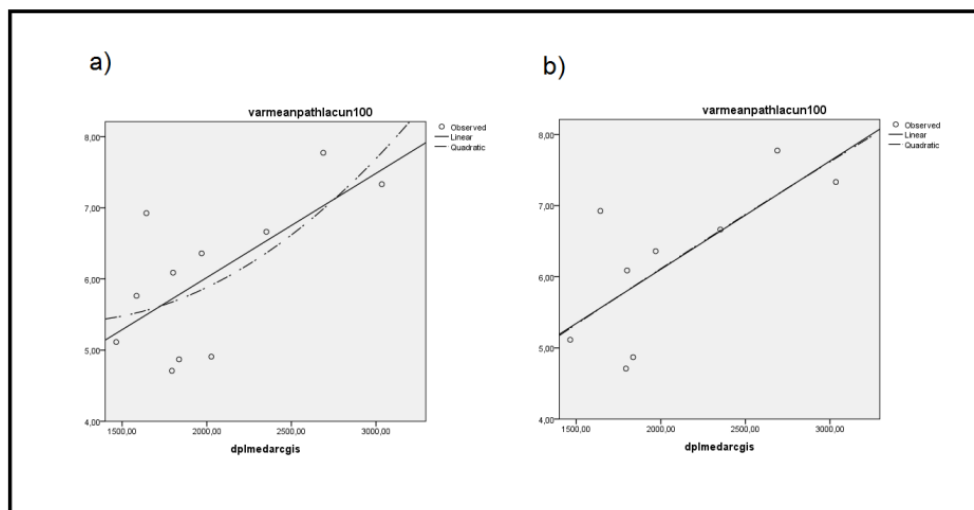 a)
varmeanpathlacun100
Observed
Linear
Quadratic
8,00
7,00
6,00
5,00
4,00
1500,00 2000,00 2500,00 3000,00
dplmedarcgis
b)
varmeanpathlacun100
Observed
Linear
Quadratic
8,00
7,00
6,00
5,00
4,00
1500,00 2000,00 2500,00 3000,00
dplmedarcgis